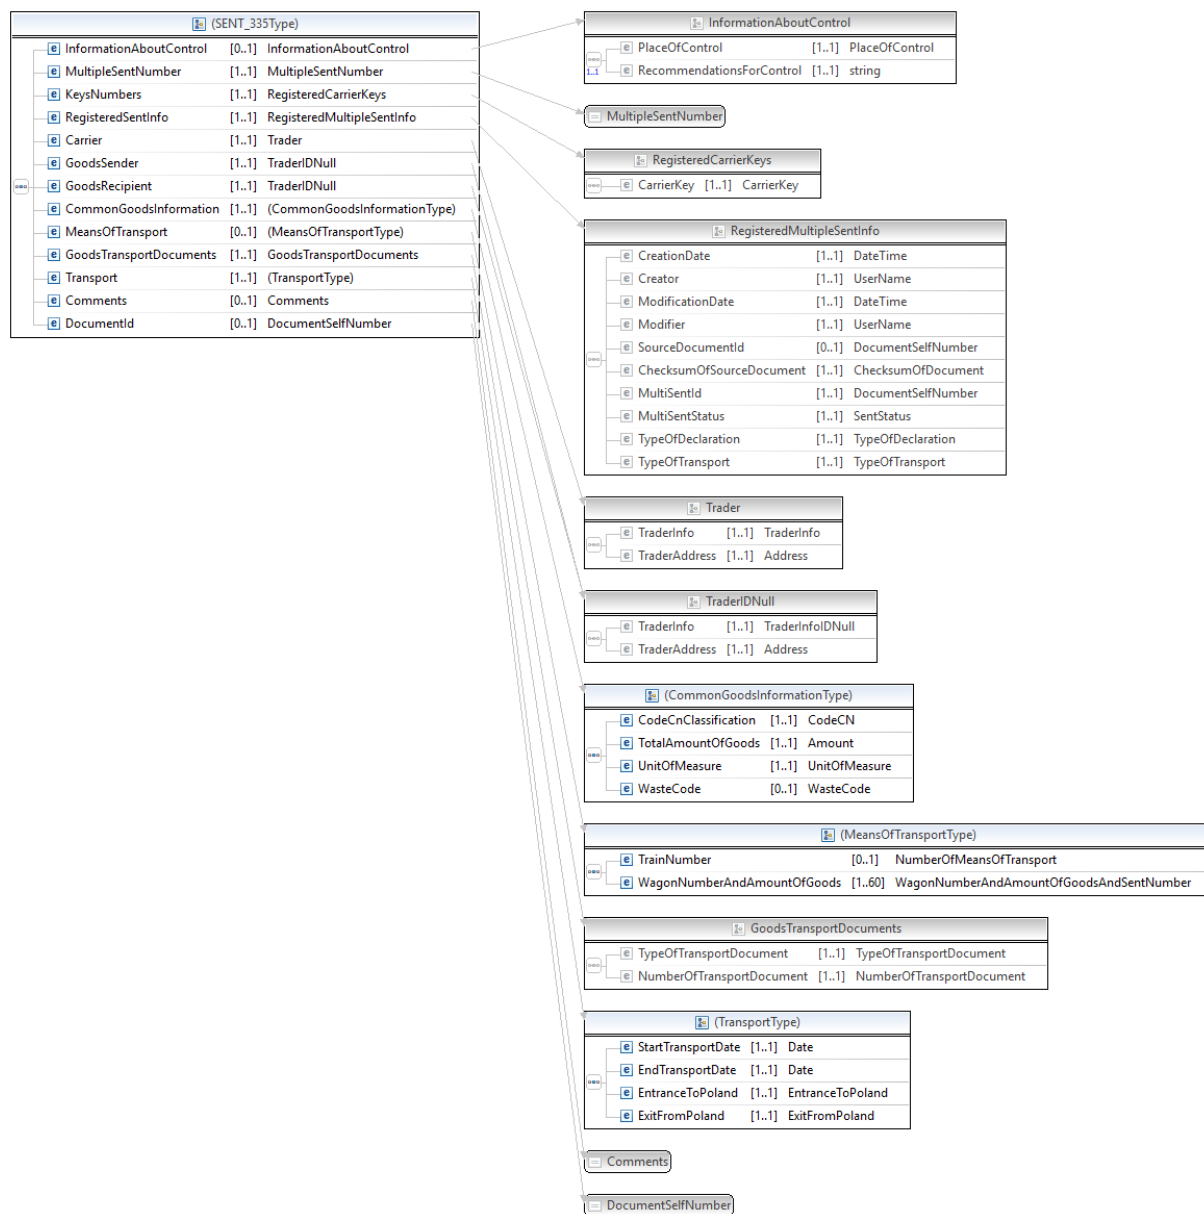 (SENT_335Type)
InformationAboutControl [0..1] InformationAboutControl
MultipleSentNumber [1..1] MultipleSentNumber
KeysNumbers [1..1] RegisteredCarrierKeys
RegisteredSentInfo [1..1] RegisteredMultipleSentInfo
Carrier [1..1] Trader
GoodsSender [1..1] TraderIDNull
GoodsRecipient [1..1] TraderIDNull
CommonGoodsInformation [1..1] (CommonGoodsInformationType)
MeansOfTransport [0..1] (MeansOfTransportType)
GoodsTransportDocuments [1..1] GoodsTransportDocuments
Transport [1..1] (TransportType)
Comments [0..1] Comments
DocumentId [0..1] DocumentSelfNumber
InformationAboutControl
1..1
PlaceOfControl [1..1] PlaceOfControl
RecommendationsForControl [1..1] string
MultipleSentNumber
RegisteredCarrierKeys
CarrierKey [1..1] CarrierKey
RegisteredMultipleSentInfo
CreationDate [1..1] DateTime
Creator [1..1] UserName
ModificationDate [1..1] DateTime
Modifier [1..1] UserName
SourceDocumentId [0..1] DocumentSelfNumber
ChecksumOfSourceDocument [1..1] ChecksumOfDocument
MultiSentId [1..1] DocumentSelfNumber
MultiSentStatus [1..1] SentStatus
TypeOfDeclaration [1..1] TypeOfDeclaration
TypeOfTransport [1..1] TypeOfTransport
Trader
TraderInfo [1..1] TraderInfo
TraderAddress [1..1] Address
TraderIDNull
TraderInfo [1..1] TraderInfoIDNull
TraderAddress [1..1] Address
(CommonGoodsInformationType)
CodeCnClassification [1..1] CodeCN
TotalAmountOfGoods [1..1] Amount
UnitOfMeasure [1..1] UnitOfMeasure
WasteCode [0..1] WasteCode
(MeansOfTransportType)
TrainNumber [0..1] NumberOfMeansOfTransport
WagonNumberAndAmountOfGoods [1..60] WagonNumberAndAmountOfGoodsAndSentNumber
GoodsTransportDocuments
TypeOfTransportDocument [1..1] TypeOfTransportDocument
NumberOfTransportDocument [1..1] NumberOfTransportDocument
(TransportType)
StartTransportDate [1..1] Date
EndTransportDate [1..1] Date
EntranceToPoland [1..1] EntranceToPoland
ExitFromPoland [1..1] ExitFromPoland
Comments
DocumentSelfNumber